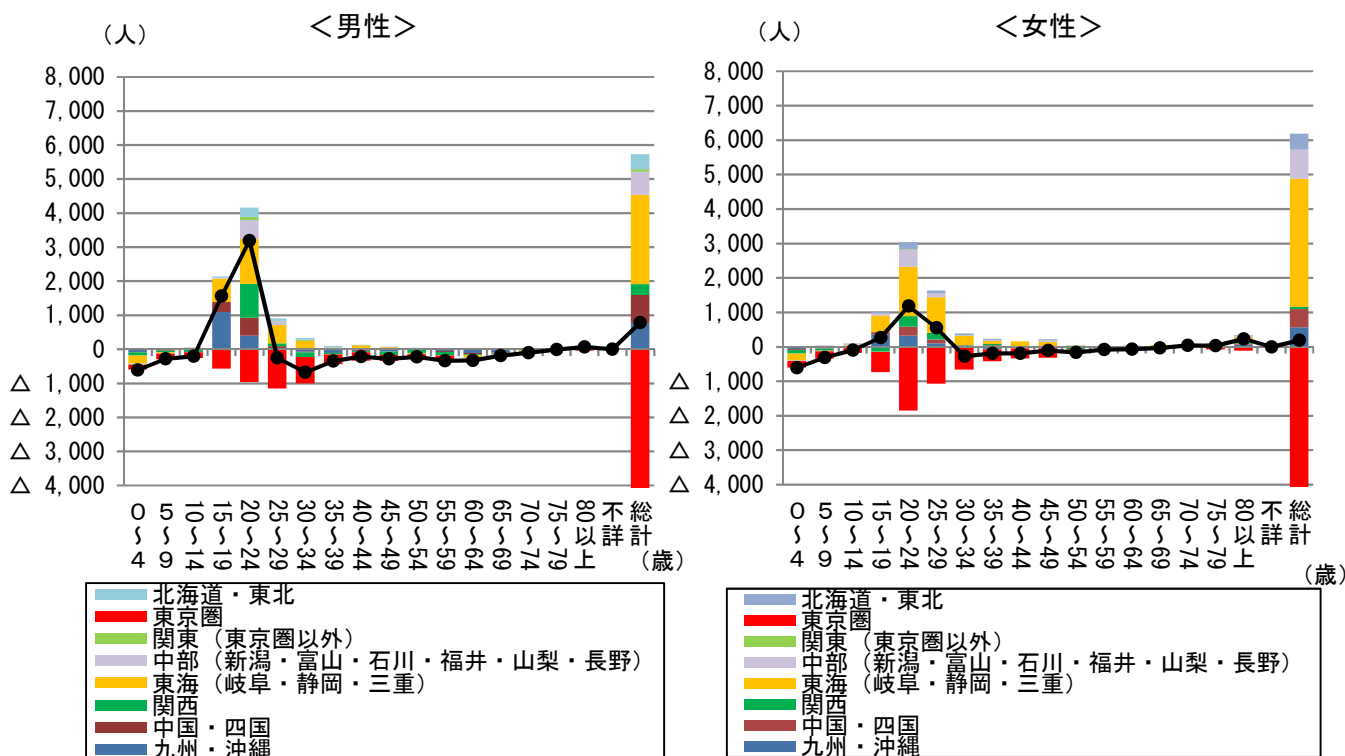 ＜男性＞
（人）
8,000
7,000
6,000
5,000
4,000
3,000
2,000
1,000
0
△ 1,000
△ 2,000
△ 3,000
△ 4,000
０～４
５～９
10～14
15～19
20～24
25～29
30～34
35～39
40～44
45～49
50～54
55～59
60～64
65～69
70～74
75～79
80以上
不詳
総計
（歳）
北海道・東北
東京圏
関東（東京圏以外）
中部（新潟・富山・石川・福井・山梨・長野）
東海（岐阜・静岡・三重）
関西
中国・四国
九州・沖縄
＜女性＞
（人）
8,000
7,000
6,000
5,000
4,000
3,000
2,000
1,000
0
△ 1,000
△ 2,000
△ 3,000
△ 4,000
０～４
５～９
10～14
15～19
20～24
25～29
30～34
35～39
40～44
45～49
50～54
55～59
60～64
65～69
70～74
75～79
80以上
不詳
総計
（歳）
北海道・東北
東京圏
関東（東京圏以外）
中部（新潟・富山・石川・福井・山梨・長野）
東海（岐阜・静岡・三重）
関西
中国・四国
九州・沖縄